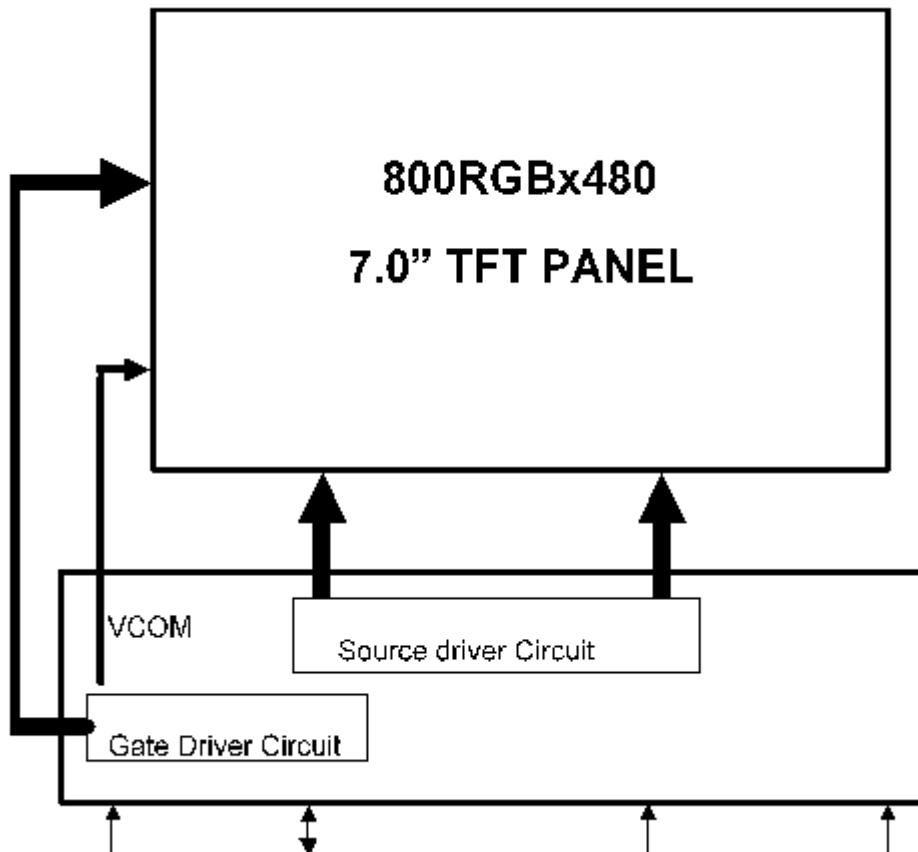 800RGBx480
7.0” TFT PANEL
VCOM
Source driver Circuit
Gate Driver Circuit